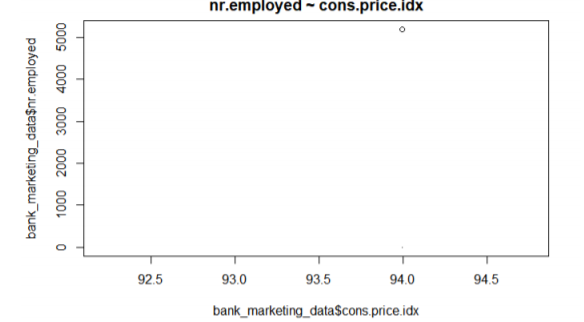 nr.employed ~ cons.price.idx
bank_marketing_data$nr.employed
5000
4000
3000
2000
1000
0
92.5 93.0 93.5 94.0 94.5
bank_marketing_data$cons.price.idx